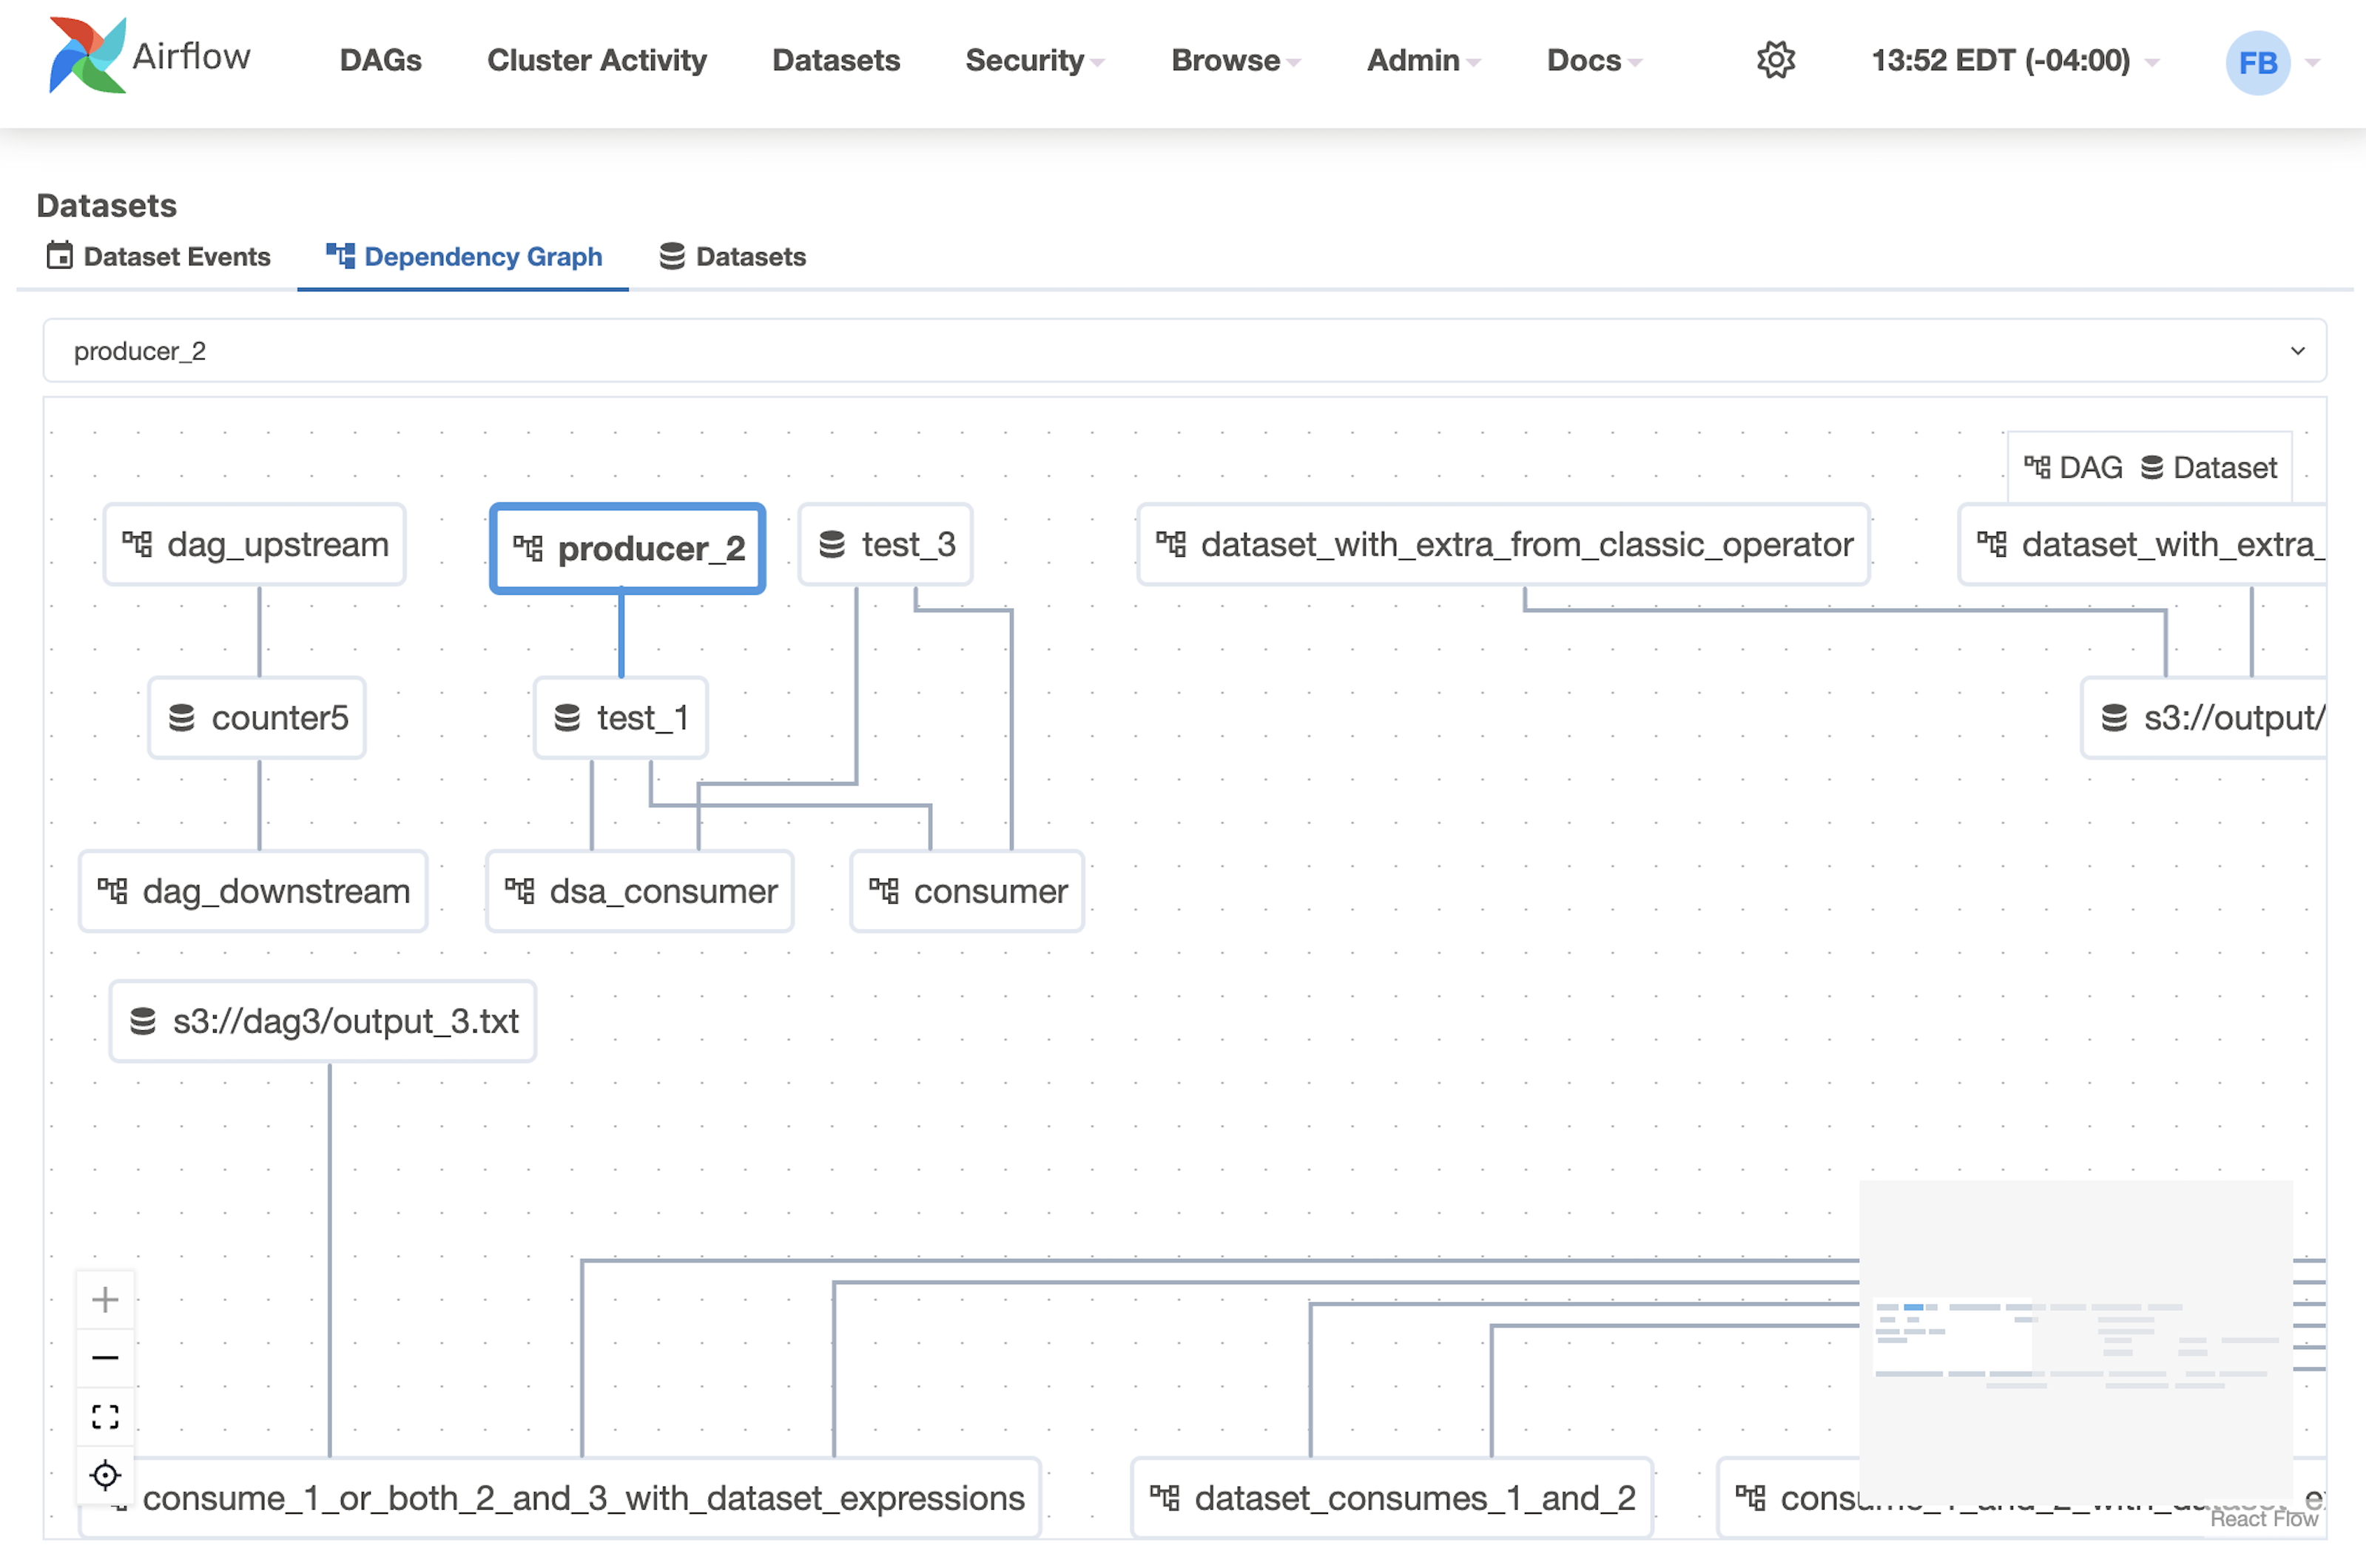 Airflow DAGs Cluster Activity Datasets Security Browse Admin Docs 13:52 EDT (-04:00) FB
Datasets
Dataset Events Dependency Graph Datasets
producer_2
DAG Dataset
dag_upstream producer_2 test_3 dataset_with_extra_from_classic_operator dataset_with_extra_
counter5 test_1 s3://output/
dag_downstream dsa_consumer consumer
s3://dag3/output_3.txt
consume_1_or_both_2_and_3_with_dataset_expressions dataset_consumes_1_and_2 consume_1_and_2_with_dataset_e
React Flow